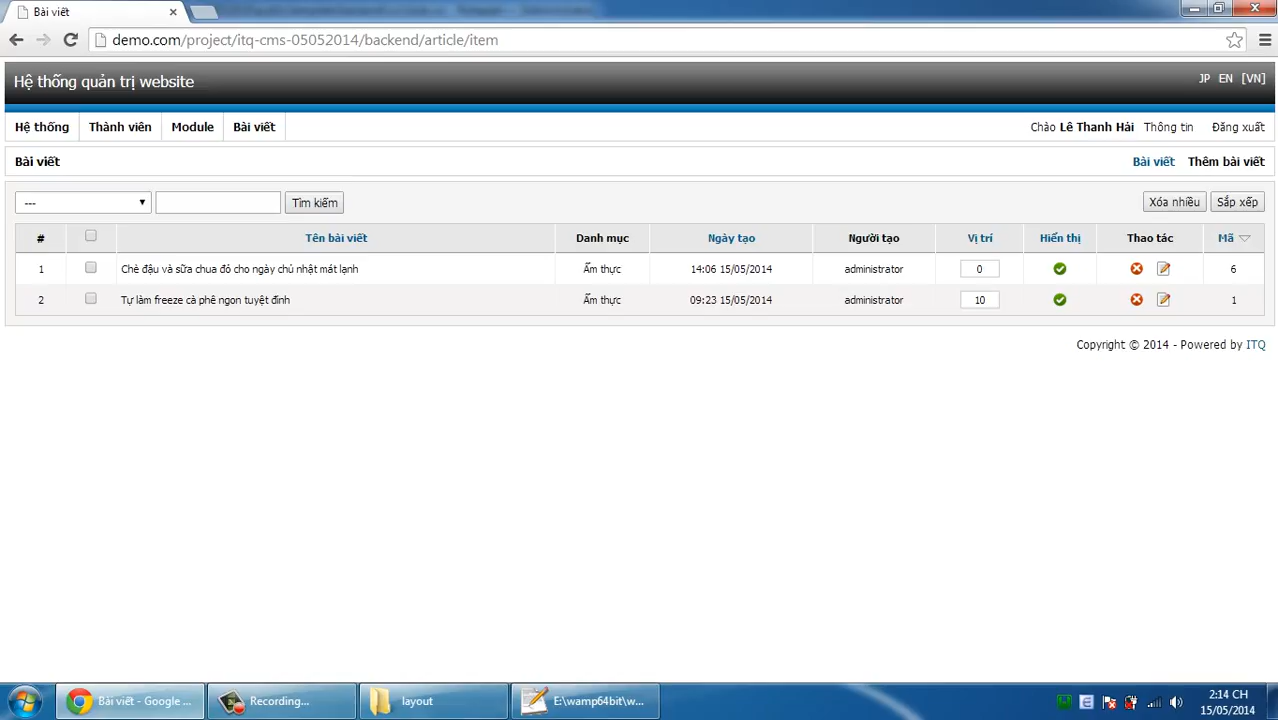 Bài viết
demo.com/project/itq-cms-05052014/backend/article/item
Hệ thống quản trị website
JP EN [VN]
Hệ thống Thành viên Module Bài viết
Chào Lê Thanh Hải Thông tin Đăng xuất
Bài viết
Bài viết Thêm bài viết
--- Tìm kiếm
Xóa nhiều Sắp xếp
# Tên bài viết Danh mục Ngày tạo Người tạo Vị trí Hiển thị Thao tác Mã
1 Chè đậu và sữa chua đỏ cho ngày chủ nhật mát lạnh Ẩm thực 14:06 15/05/2014 administrator 0 6
2 Tự làm freeze cà phê ngon tuyệt đỉnh Ẩm thực 09:23 15/05/2014 administrator 10 1
Copyright © 2014 - Powered by ITQ
Bài viết - Google ...
Recording...
layout
E:\wamp64bit\w...
2:14 CH
15/05/2014